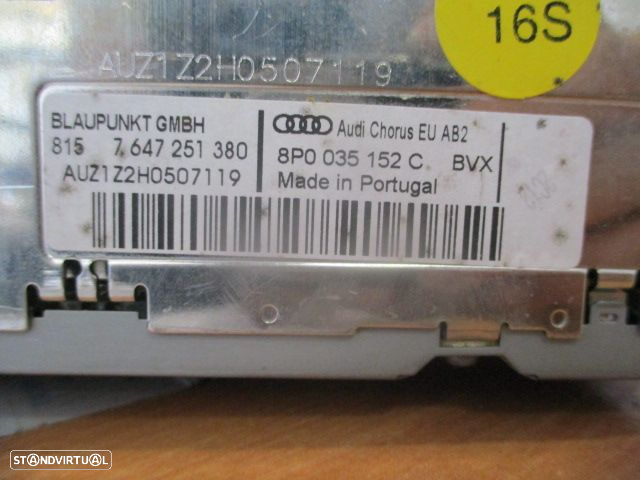 16S
AUZ1Z2H0507119
BLAUPUNKT GMBH
815 7 647 251 380
AUZ1Z2H0507119
Audi Chorus EU AB2
8P0 035 152 C BVX
Made in Portugal
STANDVIRTUAL